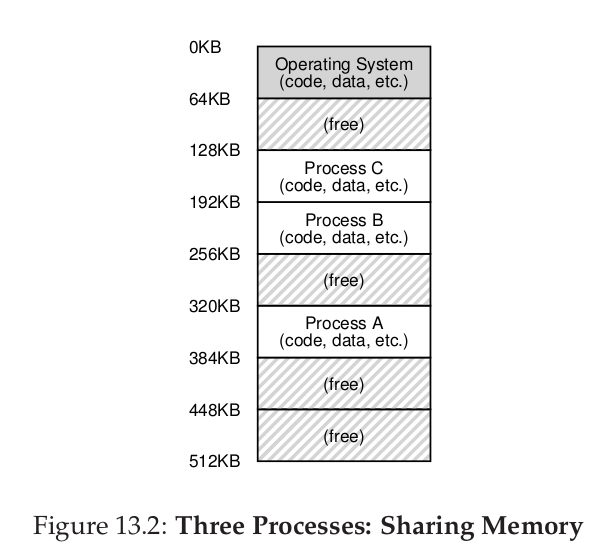 0KB
Operating System
(code, data, etc.)
64KB
(free)
128KB
Process C
(code, data, etc.)
192KB
Process B
(code, data, etc.)
256KB
(free)
320KB
Process A
(code, data, etc.)
384KB
(free)
448KB
(free)
512KB
Figure 13.2: Three Processes: Sharing Memory